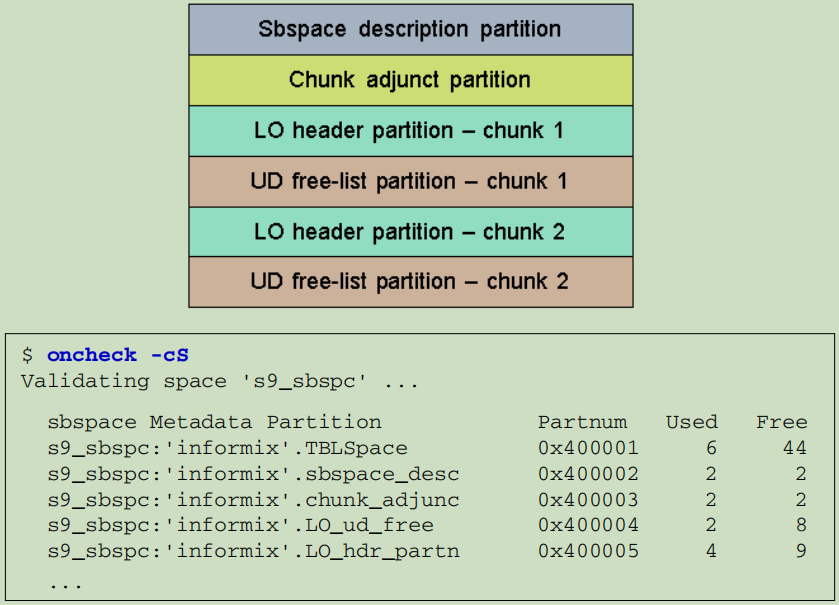 Sbspace description partition
Chunk adjunct partition
LO header partition – chunk 1
UD free-list partition – chunk 1
LO header partition – chunk 2
UD free-list partition – chunk 2
$ oncheck -cS
Validating space 's9_sbspc' ...
sbspace Metadata Partition Partnum Used Free
s9_sbspc:'informix'.TBLSpace 0x400001 6 44
s9_sbspc:'informix'.sbspace_desc 0x400002 2 2
s9_sbspc:'informix'.chunk_adjunc 0x400003 2 2
s9_sbspc:'informix'.LO_ud_free 0x400004 2 8
s9_sbspc:'informix'.LO_hdr_partn 0x400005 4 9
...